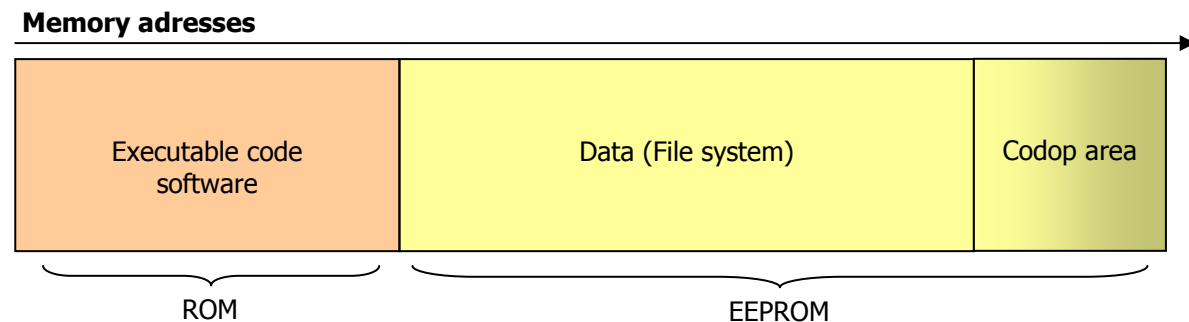 Memory adresses
Executable code
software
Data (File system)
Codop area
ROM
EEPROM